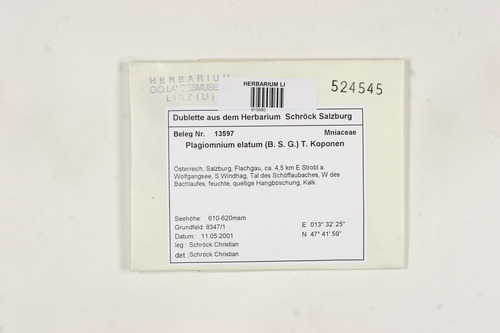 HERBARIUM
O.Ö. LANDESMUSEUM
LINZ (LI)
HERBARIUM LI
524545
Dublette aus dem Herbarium Schröck Salzburg
Beleg Nr. 13597 Mniaceae
Plagiomnium elatum (B. S. G.) T. Koponen
Österreich, Salzburg, Flachgau, ca. 4,5 km E Strobl a.
Wolfgangsee, S Windhag, Tal des Schöffaubaches, W des
Bachlaufes, feuchte, quellige Hangböschung, Kalk.
Seehöhe: 610-620msm E 013° 32' 25"
Grundfeld: 8347/1 N 47° 41' 59"
Datum: 11.05.2001
leg.: Schröck Christian
det.: Schröck Christian